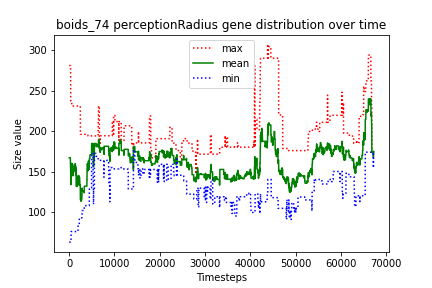 boids_74 perceptionRadius gene distribution over time
max
mean
min
Size value
300
250
200
150
100
0
10000
20000
30000
40000
50000
60000
70000
Timesteps